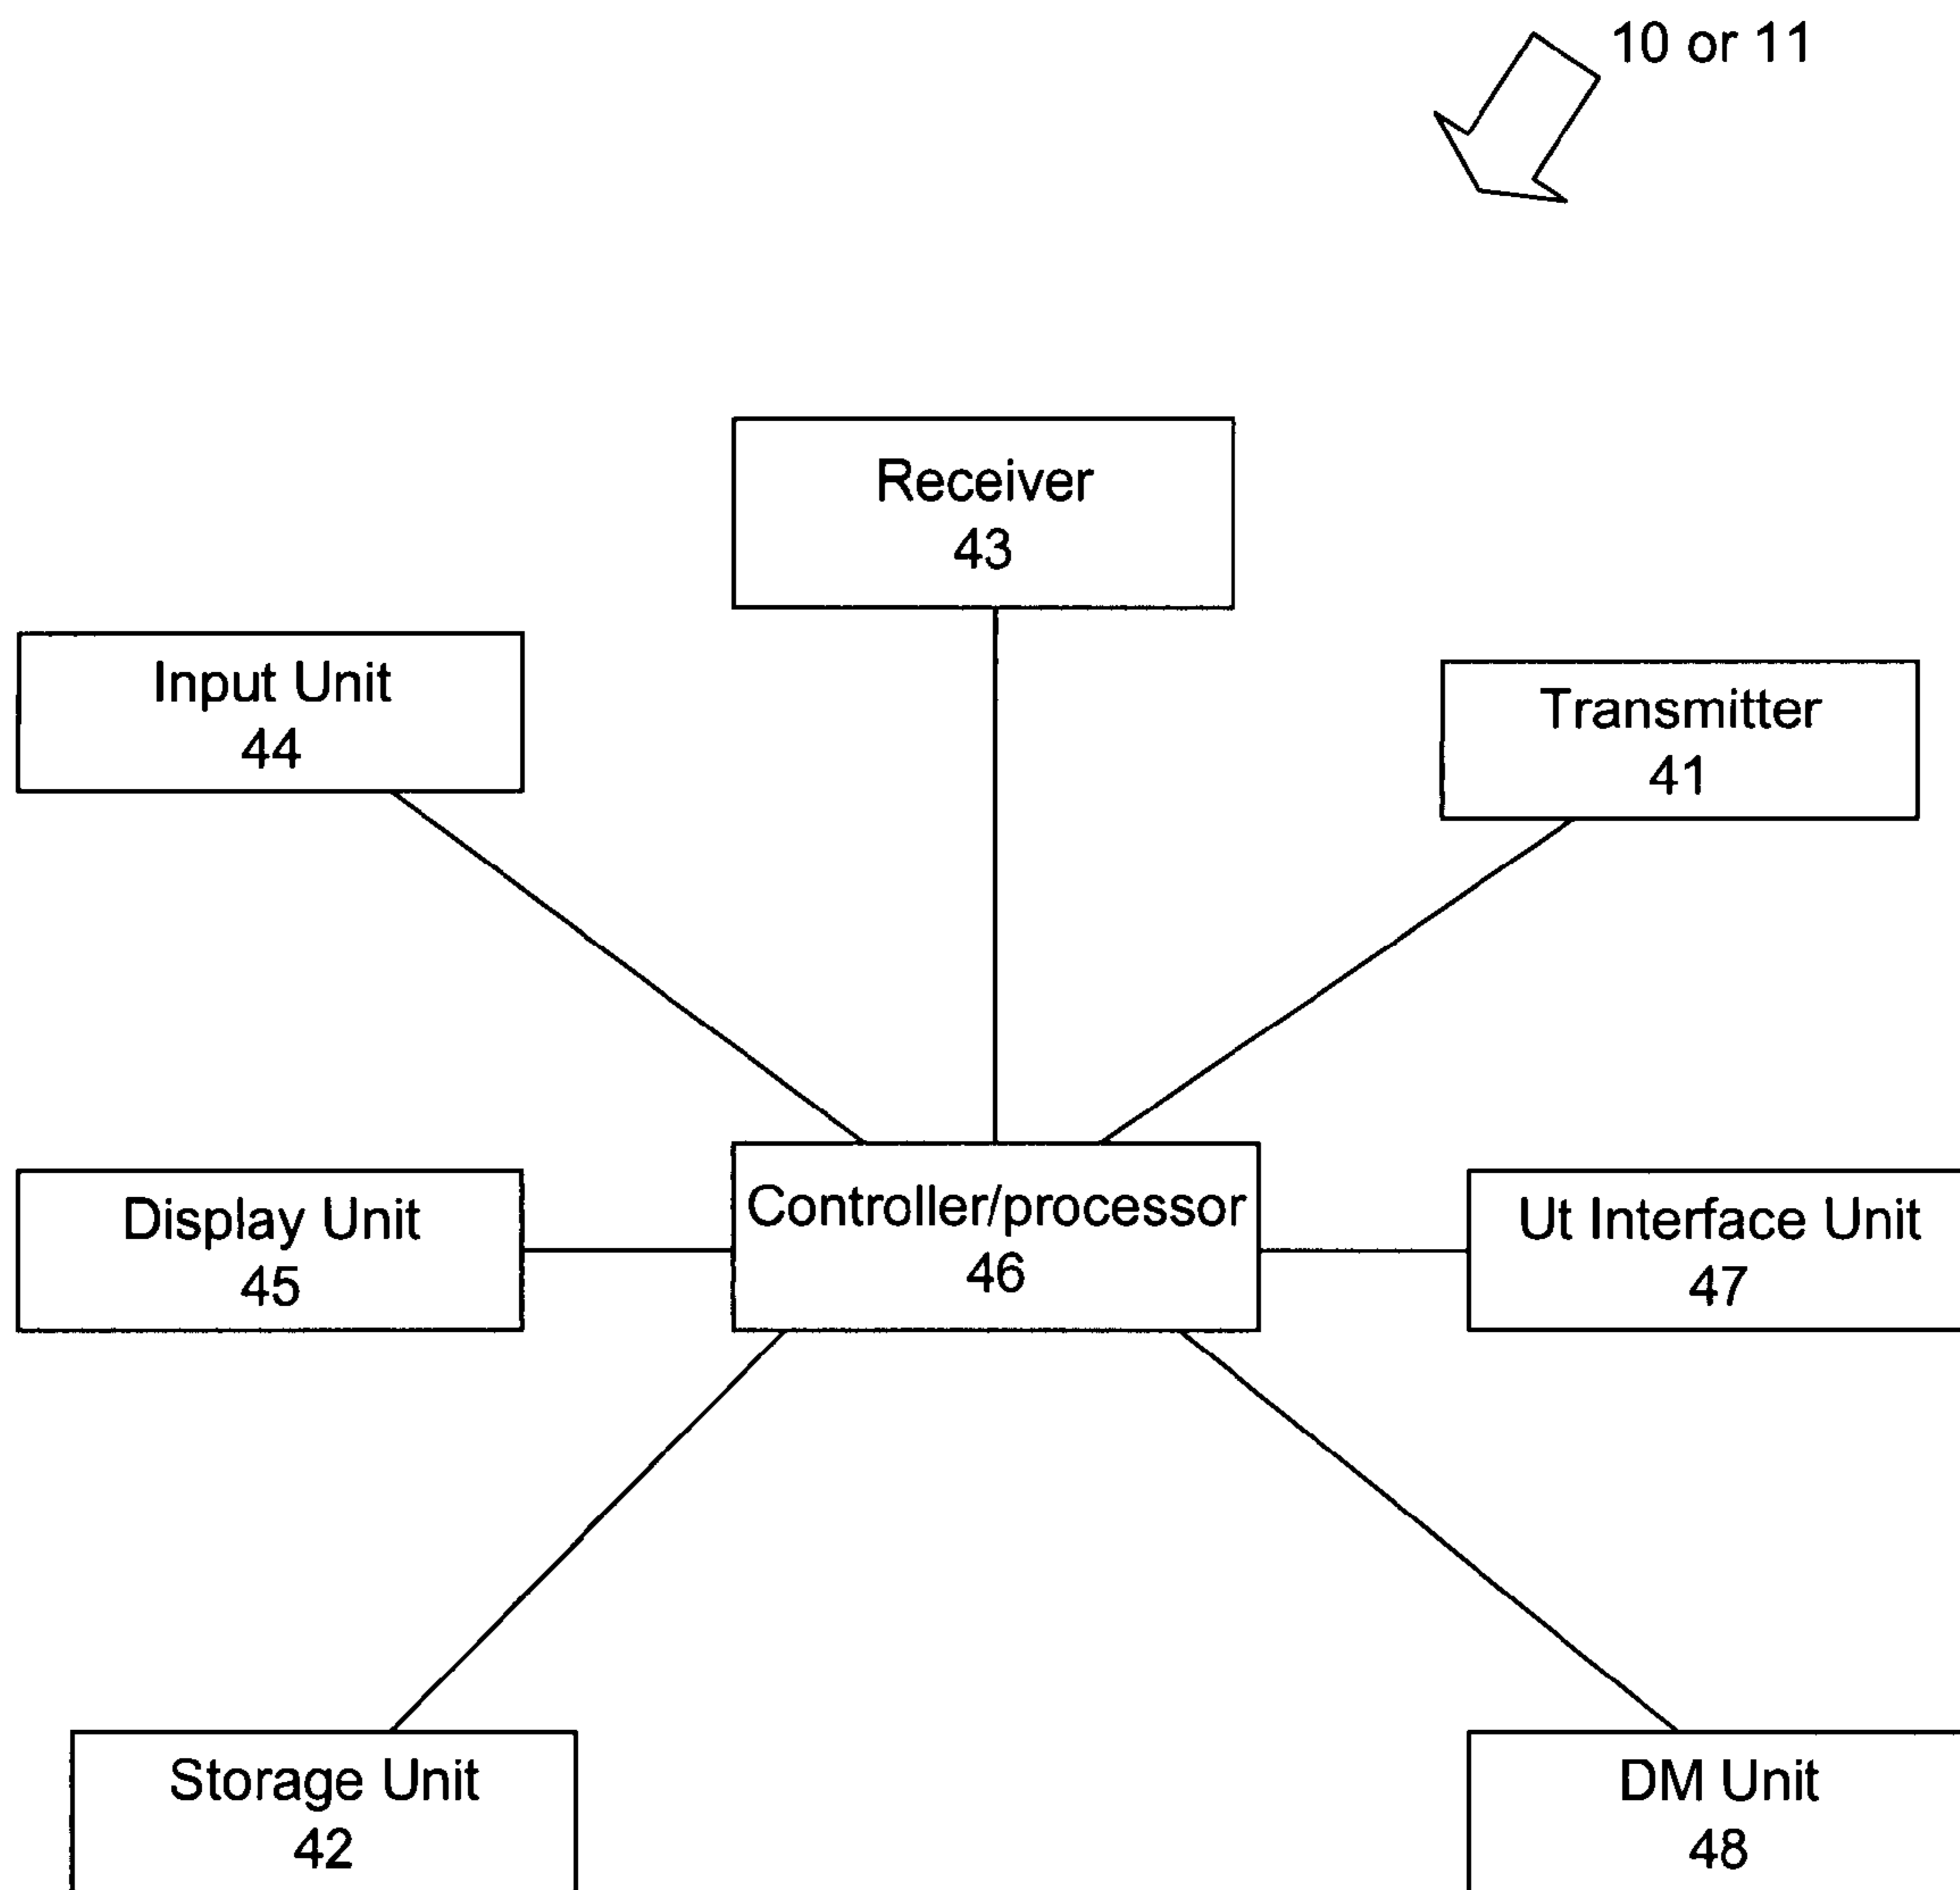 10 or 11
Receiver
43
Input Unit
44
Transmitter
41
Display Unit
45
Controller/processor
46
Ut Interface Unit
47
Storage Unit
42
DM Unit
48